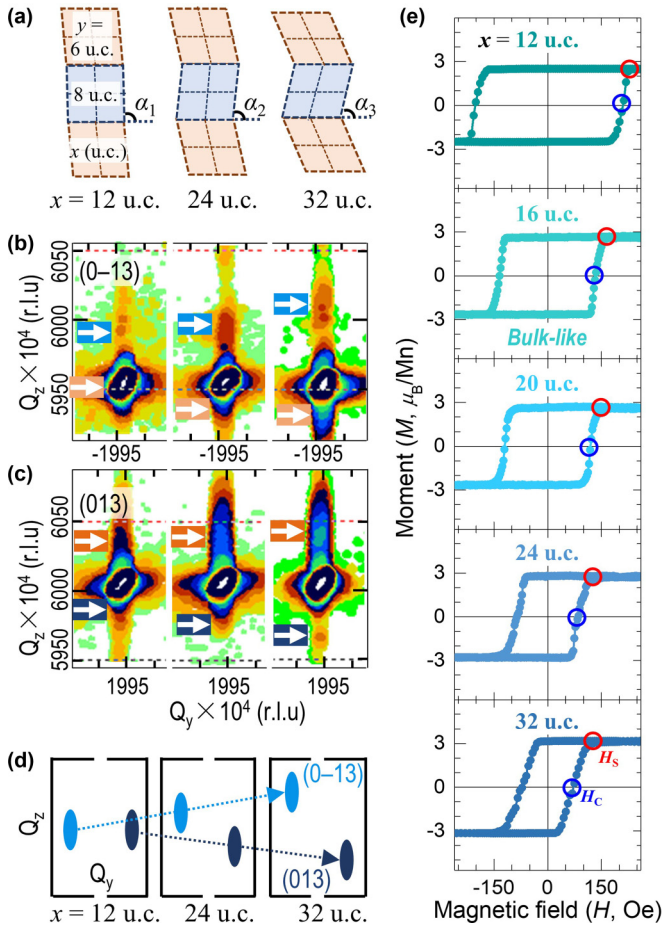 (a)
y =
6 u.c.
8 u.c.
x (u.c.)
α1
α2
α3
x = 12 u.c.
24 u.c.
32 u.c.
(b)
(0–13)
Qz × 10⁴ (r.l.u)
6050
6000
5950
-1995
-1995
-1995
(c)
(013)
Qz × 10⁴ (r.l.u)
6050
6000
5950
1995
1995
1995
Qy × 10⁴ (r.l.u)
(d)
Qz
Qy
(0–13)
(013)
x = 12 u.c.
24 u.c.
32 u.c.
(e)
Moment (M, μB/Mn)
x = 12 u.c.
3
0
-3
16 u.c.
3
0
-3
Bulk-like
20 u.c.
3
0
-3
24 u.c.
3
0
-3
32 u.c.
3
0
-3
HS
HC
-150
0
150
Magnetic field (H, Oe)